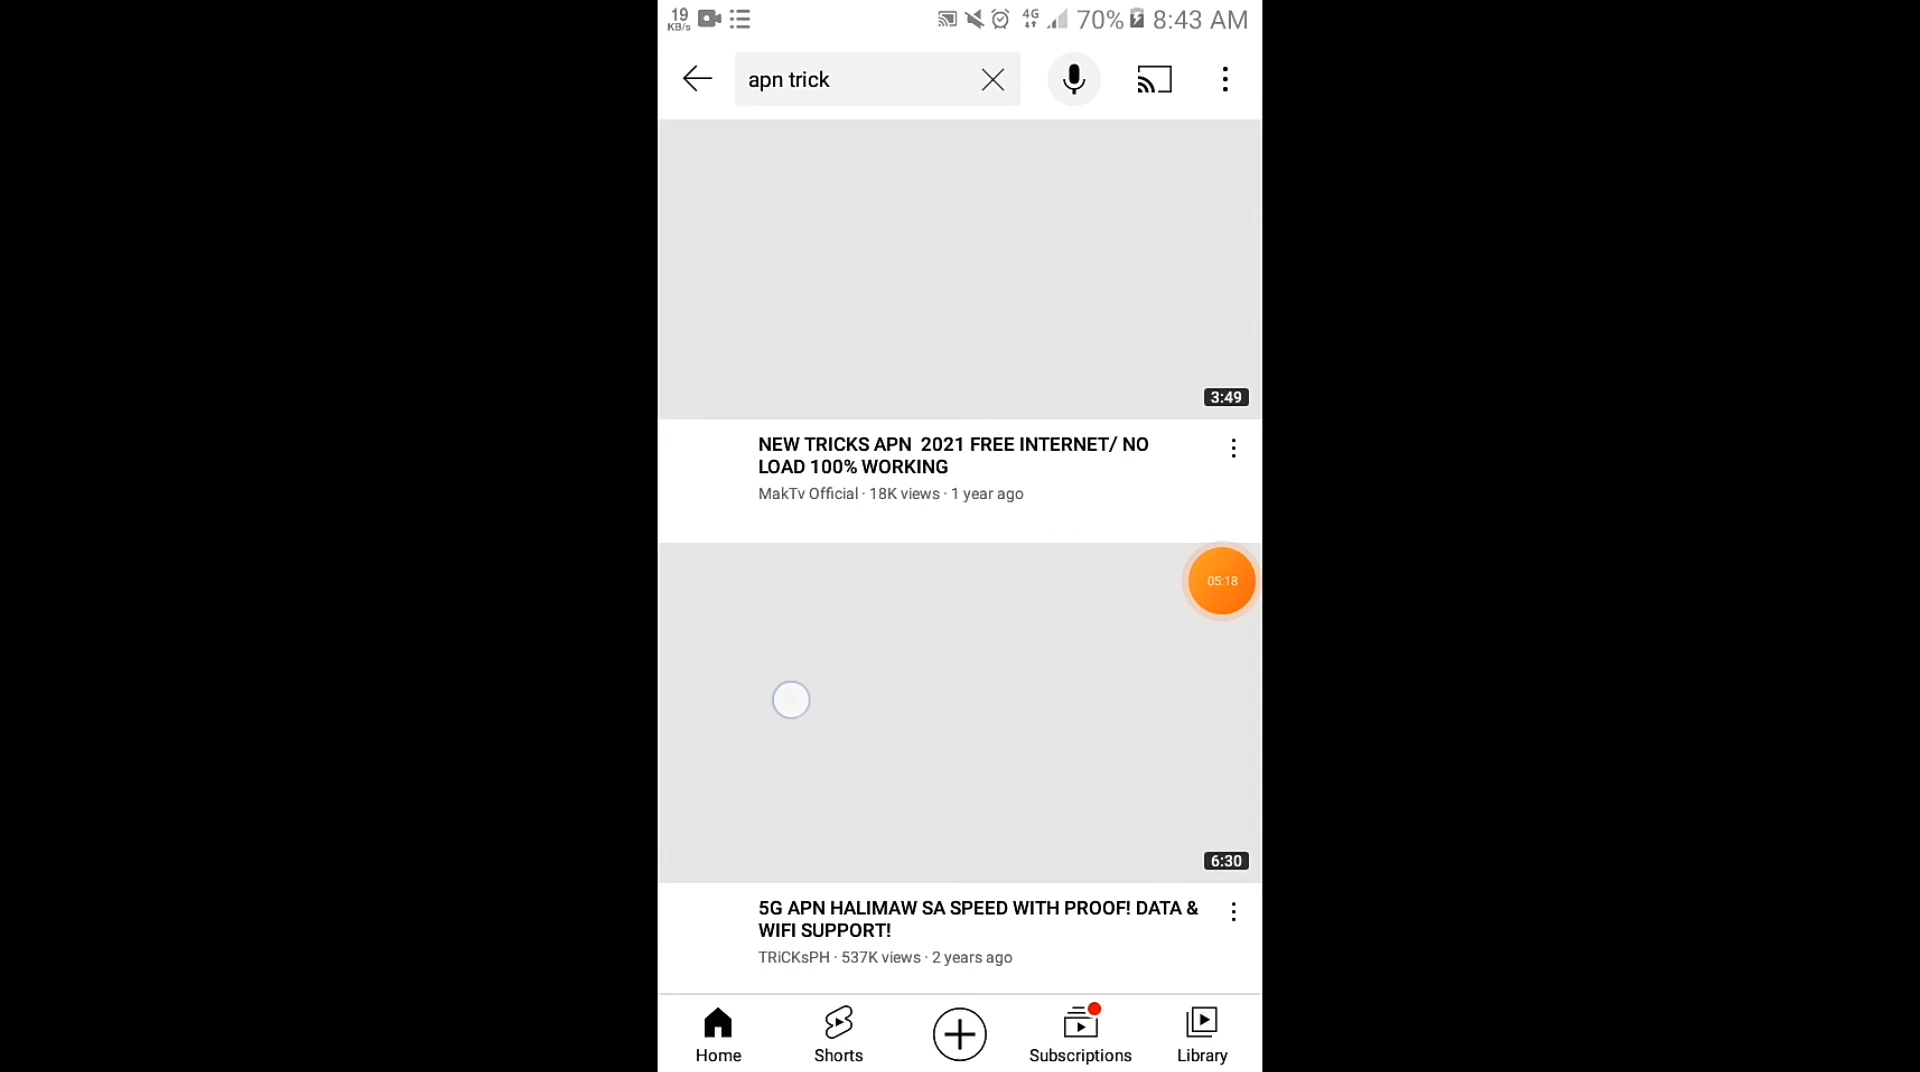 19
KB/s
4G
70%
8:43 AM
apn trick
3:49
NEW TRICKS APN 2021 FREE INTERNET/ NO
LOAD 100% WORKING
MakTv Official · 18K views · 1 year ago
05:18
6:30
5G APN HALIMAW SA SPEED WITH PROOF! DATA &
WIFI SUPPORT!
TRiCKsPH · 537K views · 2 years ago
Home
Shorts
Subscriptions
Library